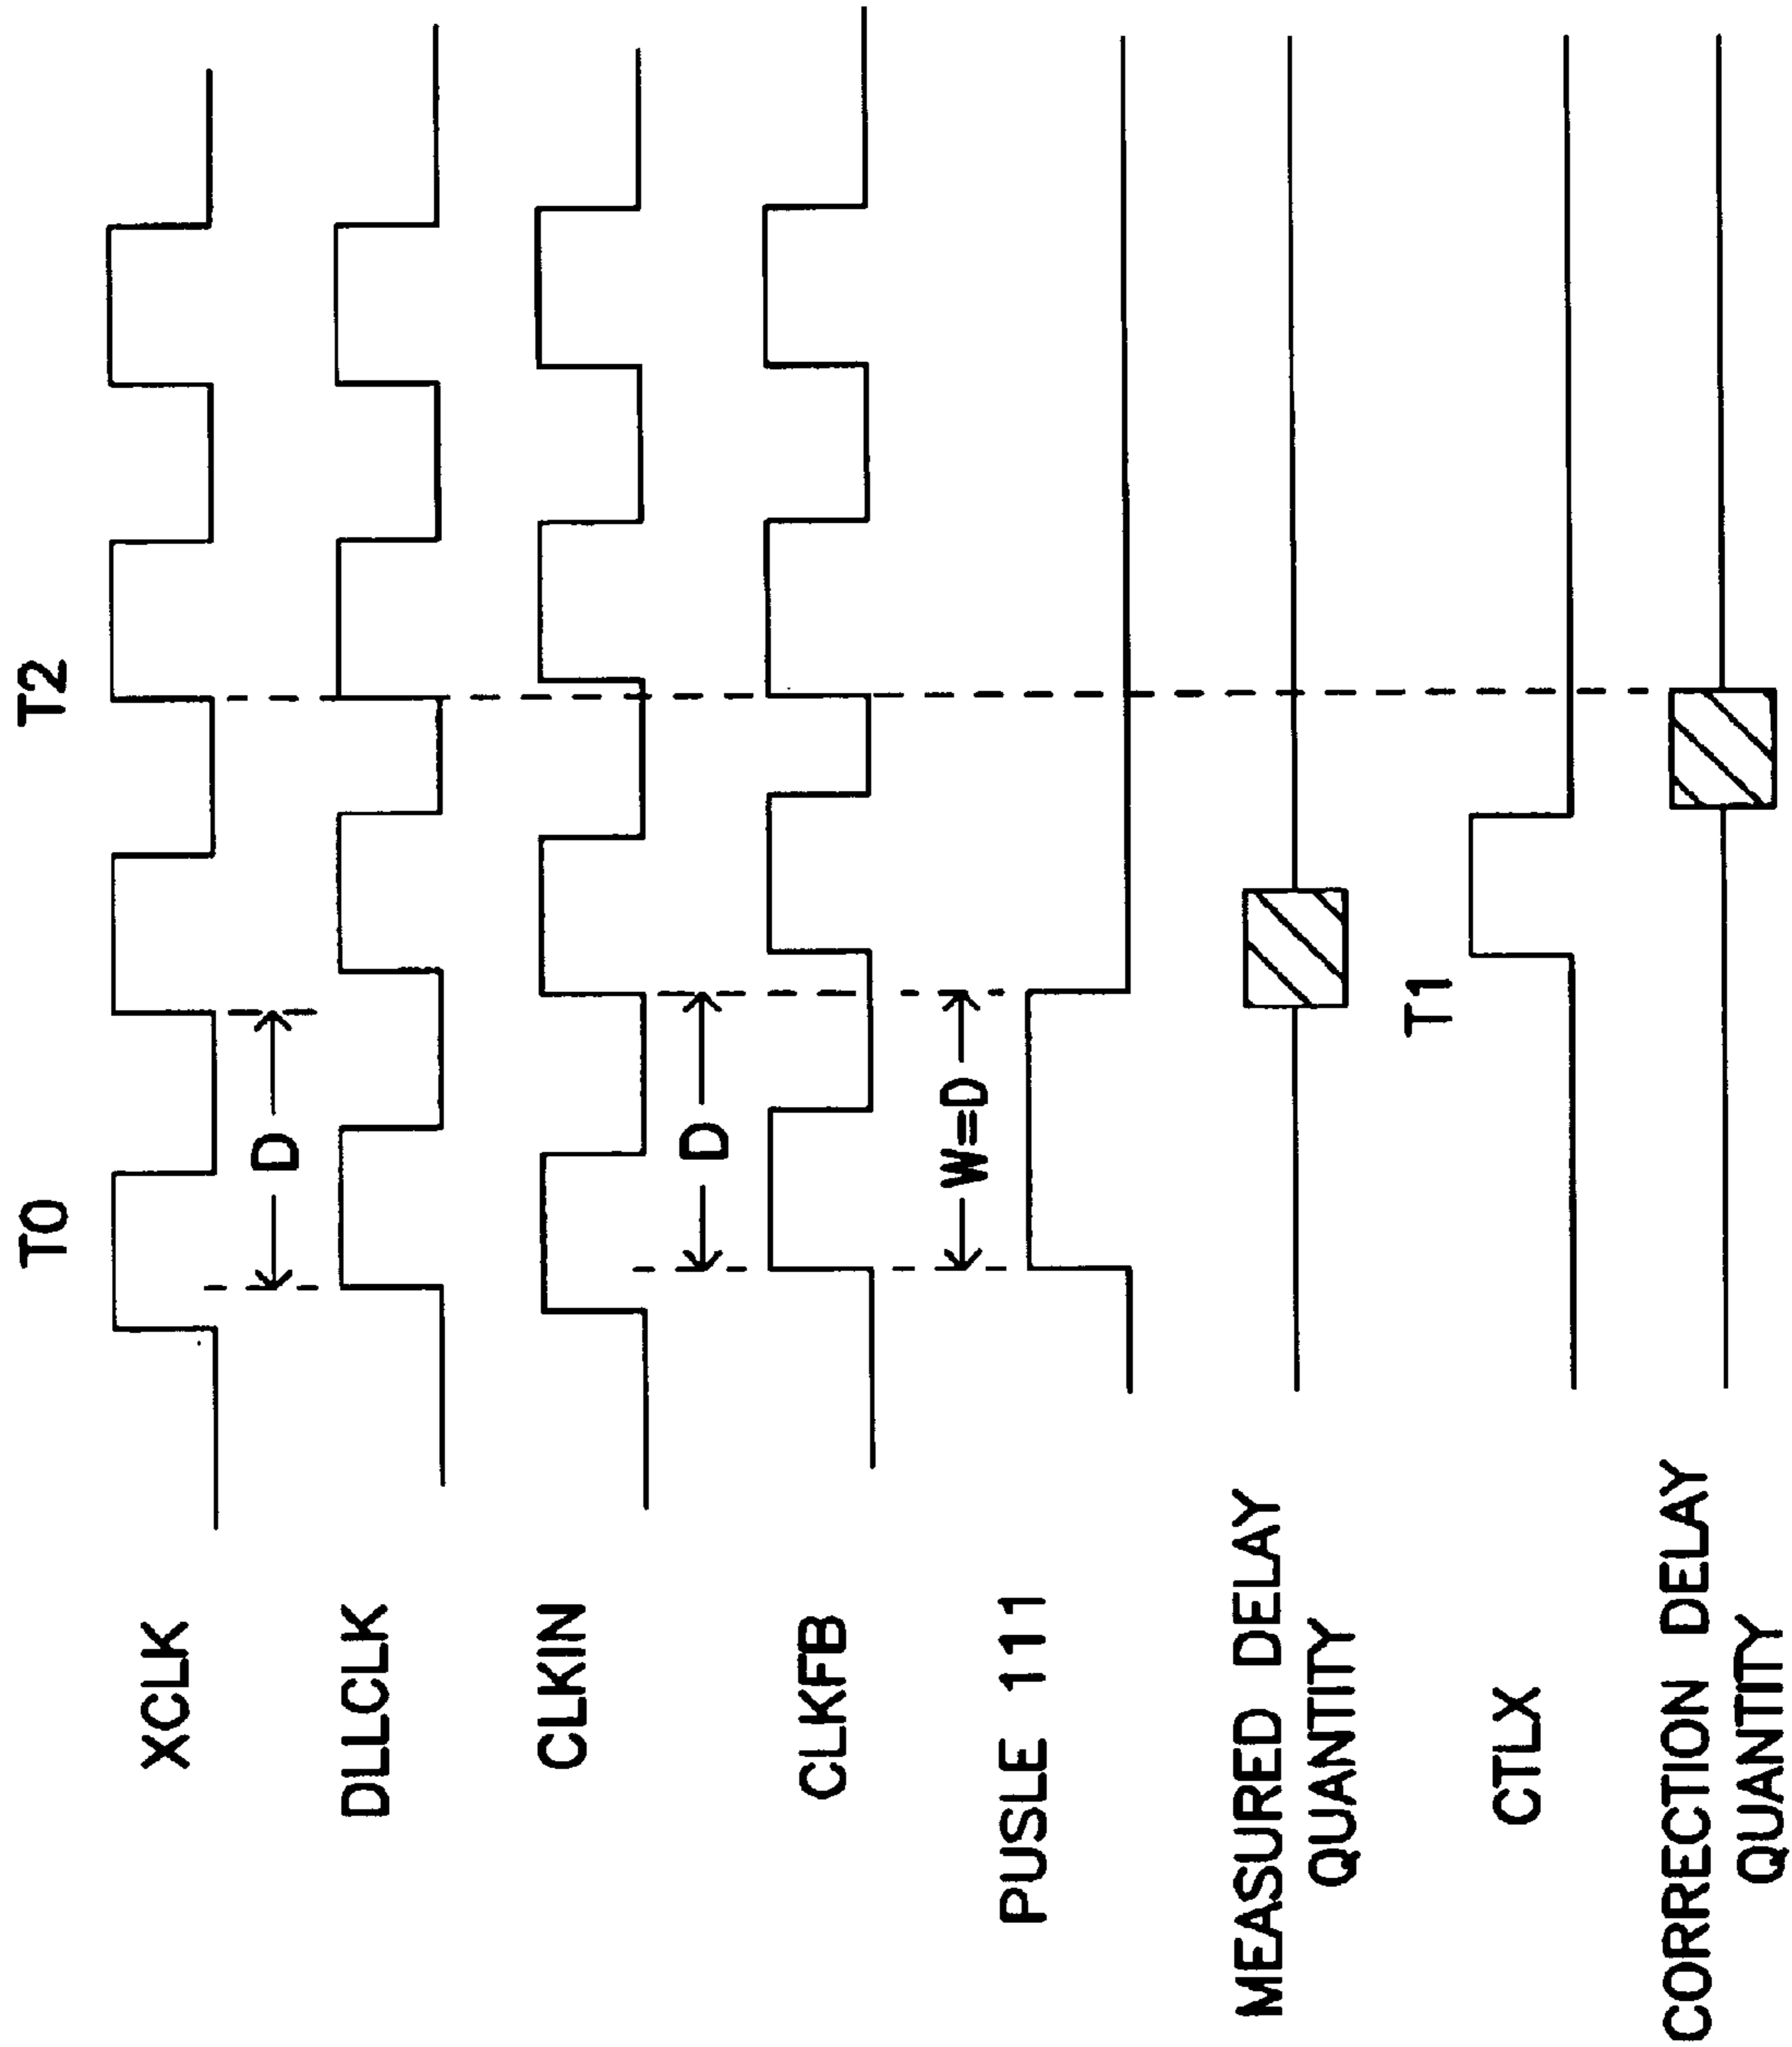 T0
T2
XCLK
D
DLLCLK
CLKIN
D
CLKFB
W=D
PUSLE 111
MEASURED DELAY
QUANTITY
T1
CTLX
CORRECTION DELAY
QUANTITY